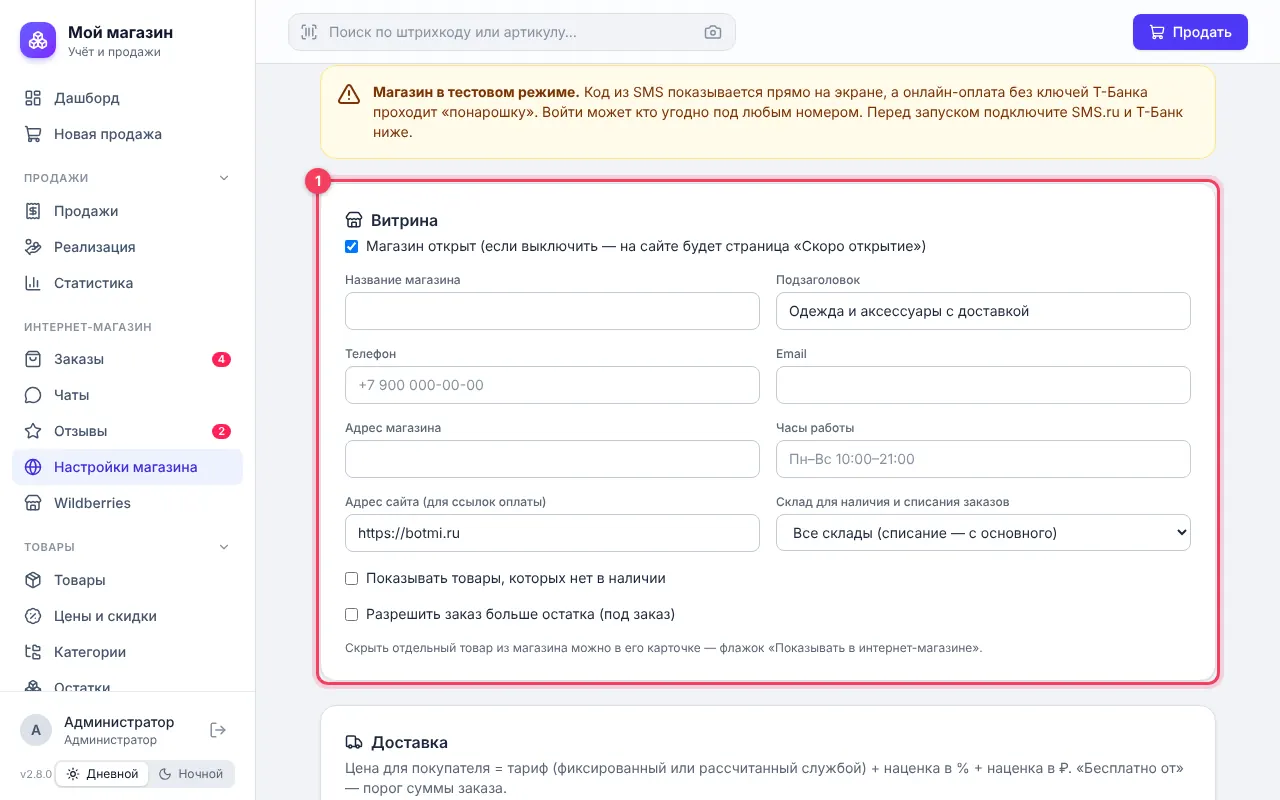 Мой магазин
Учёт и продажи
Поиск по штрихкоду или артикулу...
Продать
Дашборд
Новая продажа
ПРОДАЖИ
Продажи
Реализация
Статистика
ИНТЕРНЕТ-МАГАЗИН
Заказы 4
Чаты
Отзывы 2
Настройки магазина
Wildberries
ТОВАРЫ
Товары
Цены и скидки
Категории
Остатки
A
Администратор
Администратор
v2.8.0 Дневной Ночной
Магазин в тестовом режиме. Код из SMS показывается прямо на экране, а онлайн-оплата без ключей Т-Банка
проходит «понарошку». Войти может кто угодно под любым номером. Перед запуском подключите SMS.ru и Т-Банк
ниже.
1
Витрина
Магазин открыт (если выключить — на сайте будет страница «Скоро открытие»)
Название магазина
Подзаголовок
Одежда и аксессуары с доставкой
Телефон
+7 900 000-00-00
Email
Адрес магазина
Часы работы
Пн–Вс 10:00–21:00
Адрес сайта (для ссылок оплаты)
https://botmi.ru
Склад для наличия и списания заказов
Все склады (списание — с основного)
Показывать товары, которых нет в наличии
Разрешить заказ больше остатка (под заказ)
Скрыть отдельный товар из магазина можно в его карточке — флажок «Показывать в интернет-магазине».
Доставка
Цена для покупателя = тариф (фиксированный или рассчитанный службой) + наценка в % + наценка в ₽. «Бесплатно от»
— порог суммы заказа.